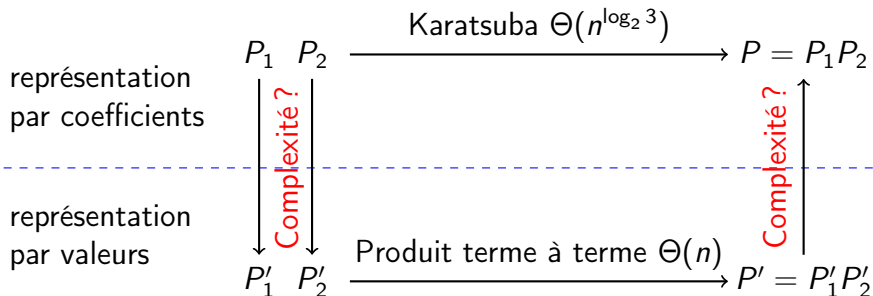 Karatsuba Θ(n^{log₂ 3})
P₁ P₂ P = P₁P₂
représentation
par coefficients
Complexité ?
Complexité ?
représentation
par valeurs
Produit terme à terme Θ(n)
P′₁ P′₂ P′ = P′₁P′₂